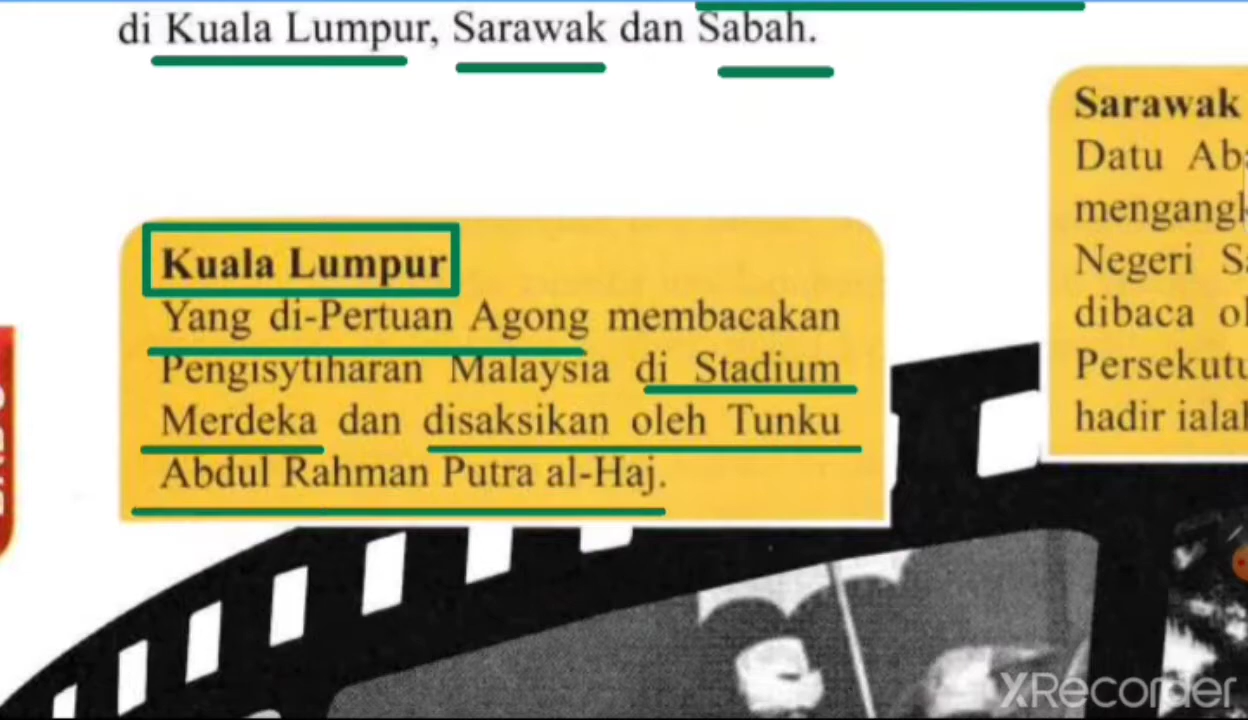 di Kuala Lumpur, Sarawak dan Sabah.
Kuala Lumpur
Yang di-Pertuan Agong membacakan
Pengisytiharan Malaysia di Stadium
Merdeka dan disaksikan oleh Tunku
Abdul Rahman Putra al-Haj.
Sarawak
Datu
Negeri
dibaca
hadir ialah
XRecorder